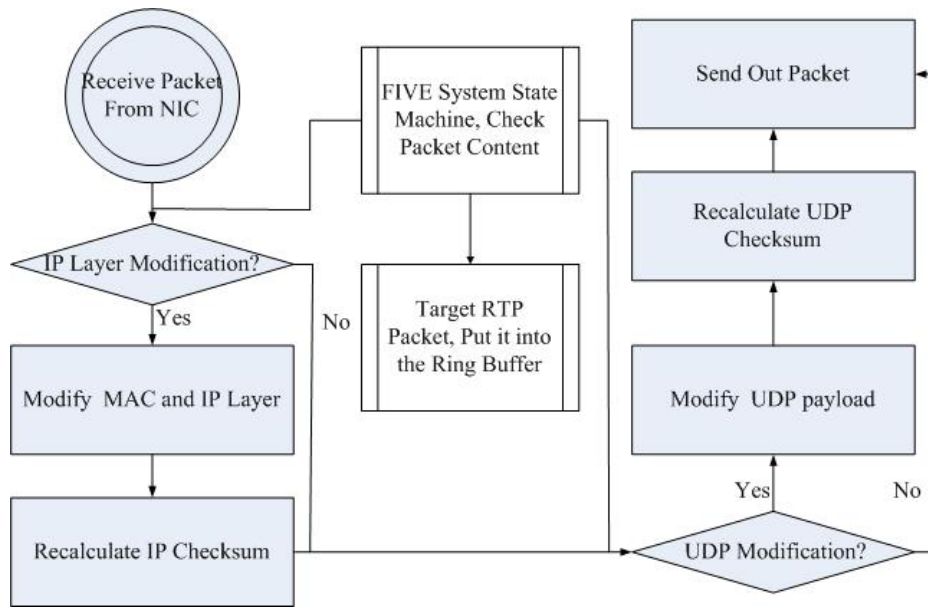 Receive Packet
From NIC
IP Layer Modification?
Yes
No
Modify MAC and IP Layer
Recalculate IP Checksum
FIVE System State
Machine, Check
Packet Content
Target RTP
Packet, Put it into
the Ring Buffer
Send Out Packet
Recalculate UDP
Checksum
Modify UDP payload
Yes
No
UDP Modification?